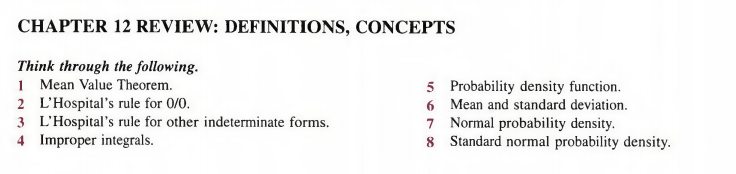 CHAPTER 12 REVIEW: DEFINITIONS, CONCEPTS
Think through the following.
1 Mean Value Theorem.
2 L'Hospital's rule for 0/0.
3 L'Hospital's rule for other indeterminate forms.
4 Improper integrals.
5 Probability density function.
6 Mean and standard deviation.
7 Normal probability density.
8 Standard normal probability density.